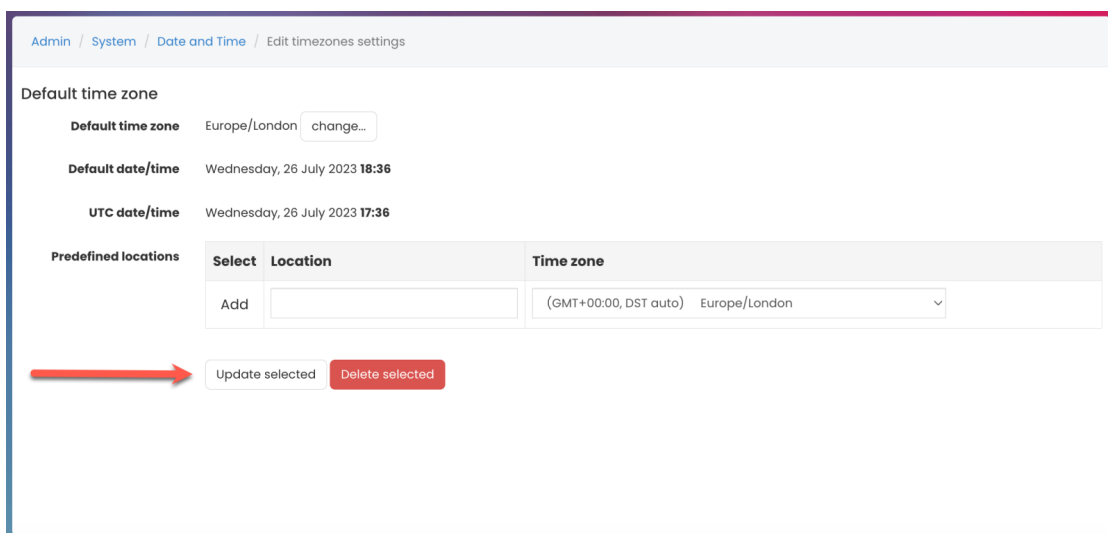 Admin / System / Date and Time / Edit timezones settings
Default time zone
Default time zone Europe/London change...
Default date/time Wednesday, 26 July 2023 18:36
UTC date/time Wednesday, 26 July 2023 17:36
Predefined locations Select Location Time zone
Add (GMT+00:00, DST auto) Europe/London
Update selected Delete selected